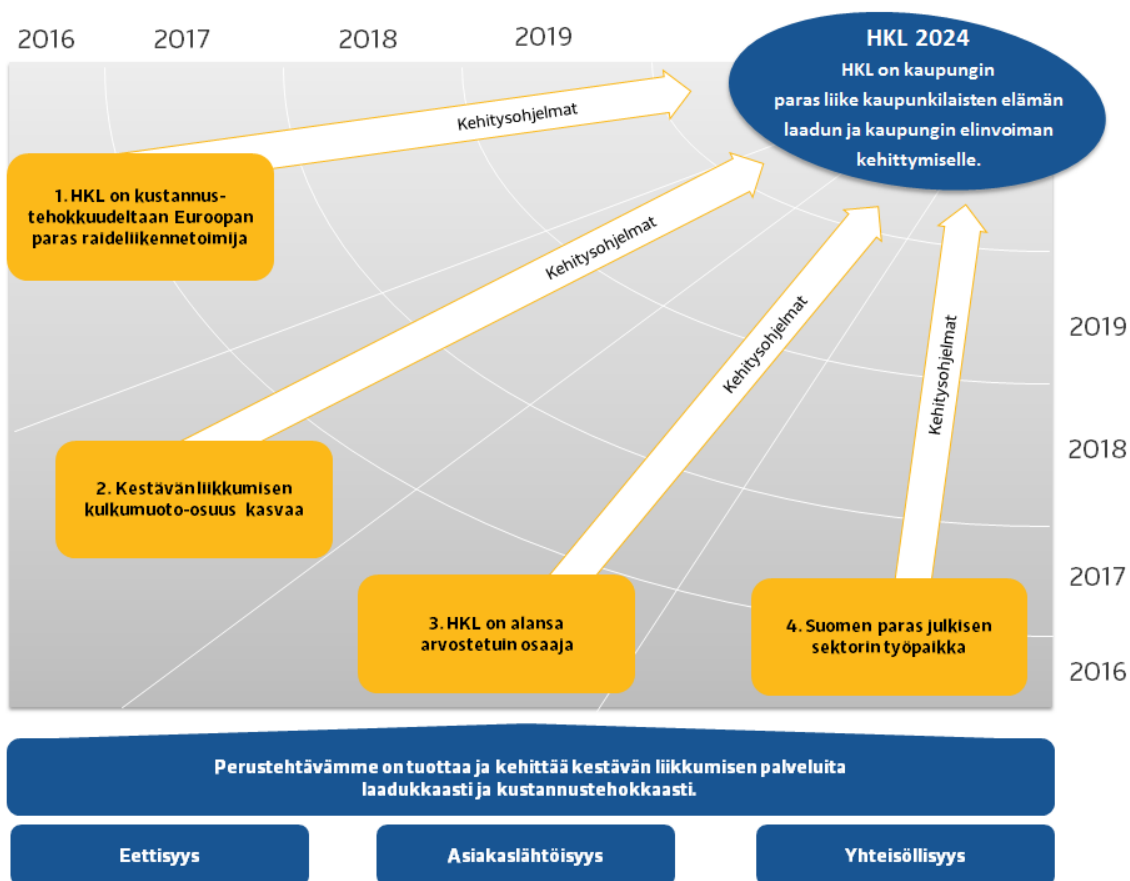 2016 2017 2018 2019
HKL 2024
HKL on kaupungin
paras liike kaupunkilaisten elämän
laadun ja kaupungin elinvoiman
kehittymiselle.
Kehitysohjelmat
1. HKL on kustannus-
tehokkuudeltaan Euroopan
paras raideliikennetoimija
Kehitysohjelmat
2. Kestävän liikkumisen
kulkumuoto-osuus kasvaa
Kehitysohjelmat
3. HKL on alansa
arvostetuin osaaja
Kehitysohjelmat
4. Suomen paras julkisen
sektorin työpaikka
2019
2018
2017
2016
Perustehtävämme on tuottaa ja kehittää kestävän liikkumisen palveluita
laadukkaasti ja kustannustehokkaasti.
Eettisyys
Asiakaslähtöisyys
Yhteisöllisyys